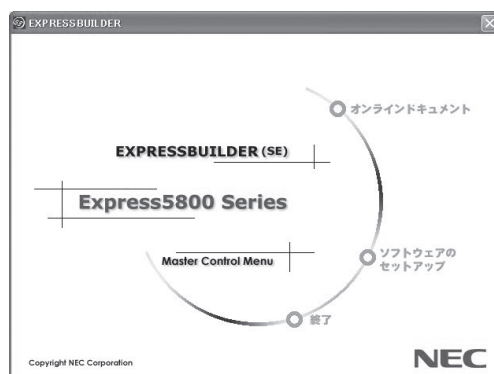 EXPRESSBUILDER
オンラインドキュメント
EXPRESSBUILDER (SE)
Express5800 Series
ソフトウェアの
セットアップ
Master Control Menu
終了
Copyright NEC Corporation
NEC